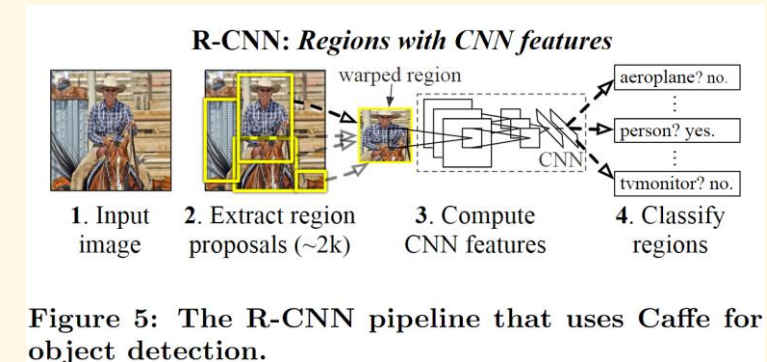 R-CNN: Regions with CNN features
warped region
aeroplane? no.
⋮
person? yes.
⋮
tvmonitor? no.
CNN
1. Input
image
2. Extract region
proposals (~2k)
3. Compute
CNN features
4. Classify
regions
Figure 5: The R-CNN pipeline that uses Caffe for
object detection.